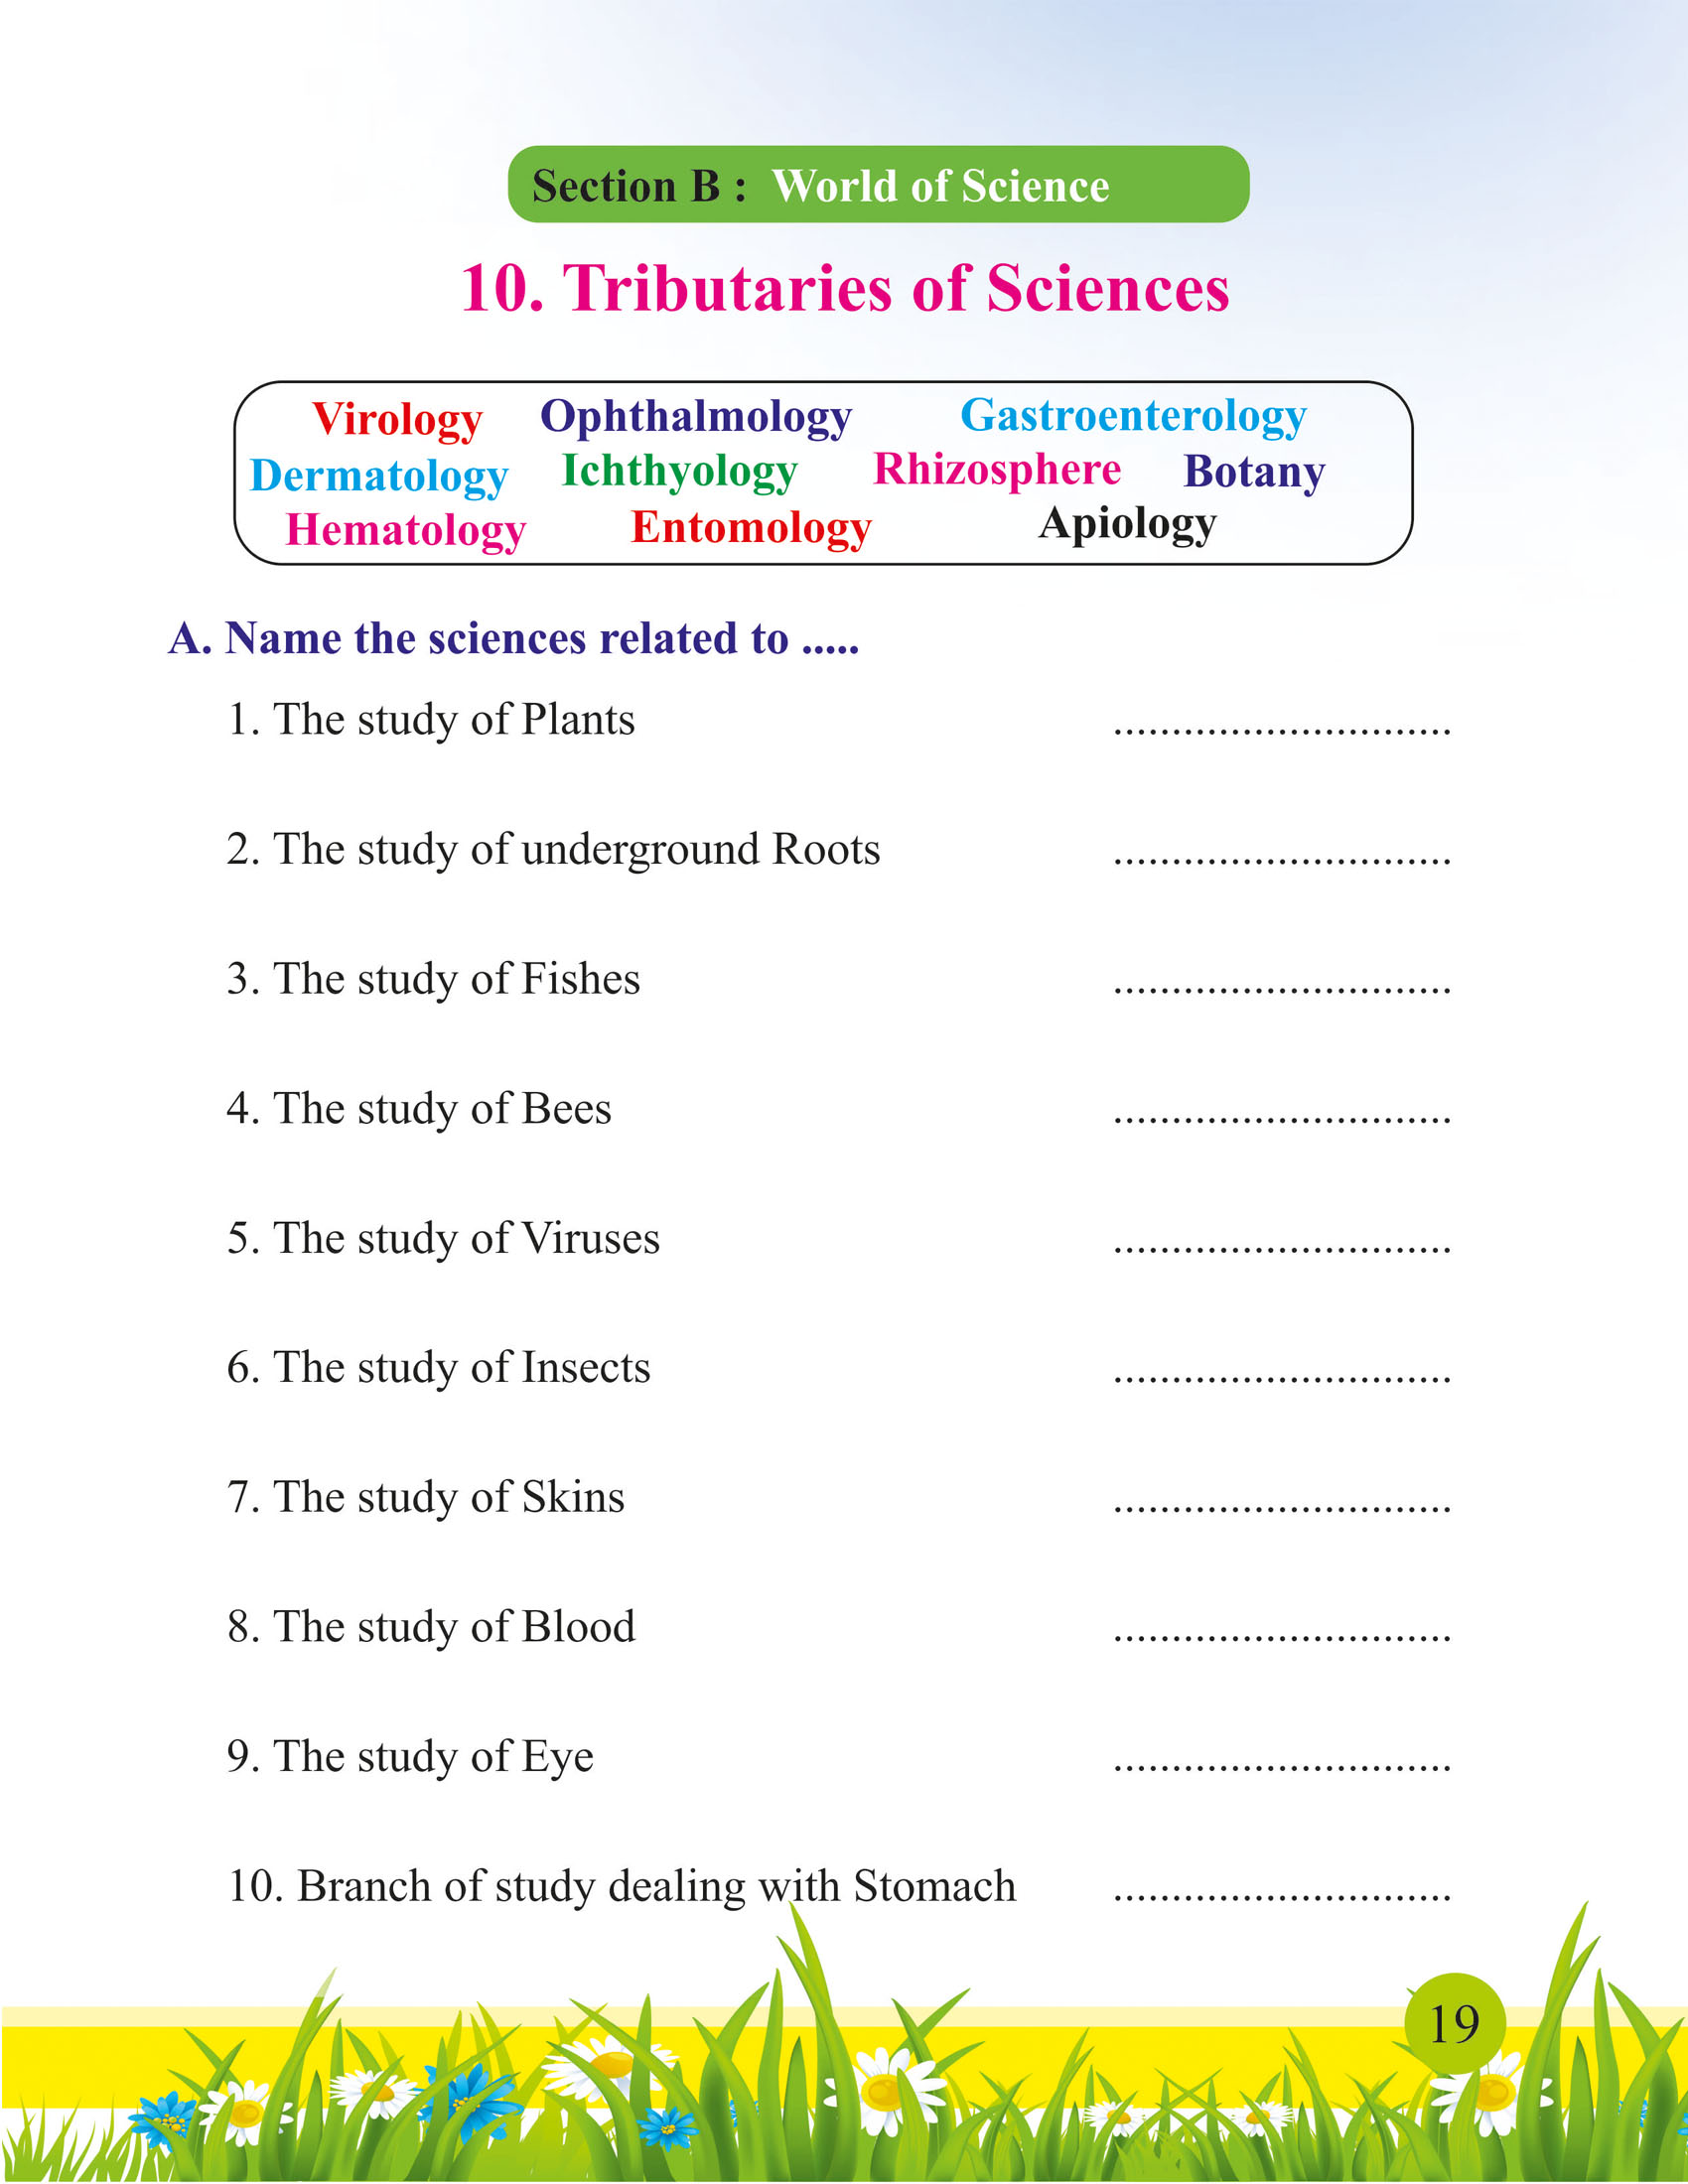 Section B : World of Science
10. Tributaries of Sciences
Virology Ophthalmology Gastroenterology
Dermatology Ichthyology Rhizosphere Botany
Hematology Entomology Apiology
A. Name the sciences related to .....
1. The study of Plants .............................
2. The study of underground Roots .............................
3. The study of Fishes .............................
4. The study of Bees .............................
5. The study of Viruses .............................
6. The study of Insects .............................
7. The study of Skins .............................
8. The study of Blood .............................
9. The study of Eye .............................
10. Branch of study dealing with Stomach .............................
19